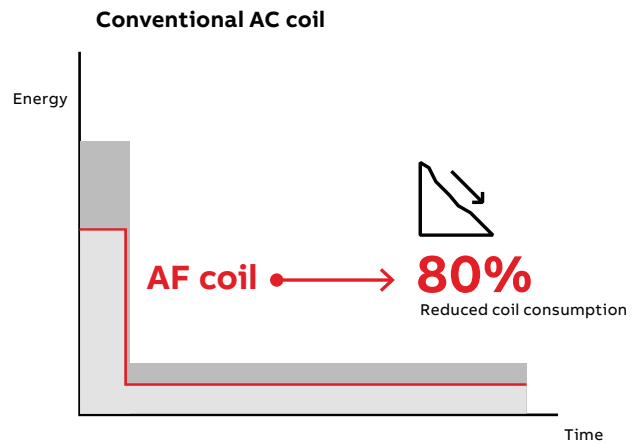 Conventional AC coil
Energy
AF coil
80%
Reduced coil consumption
Time